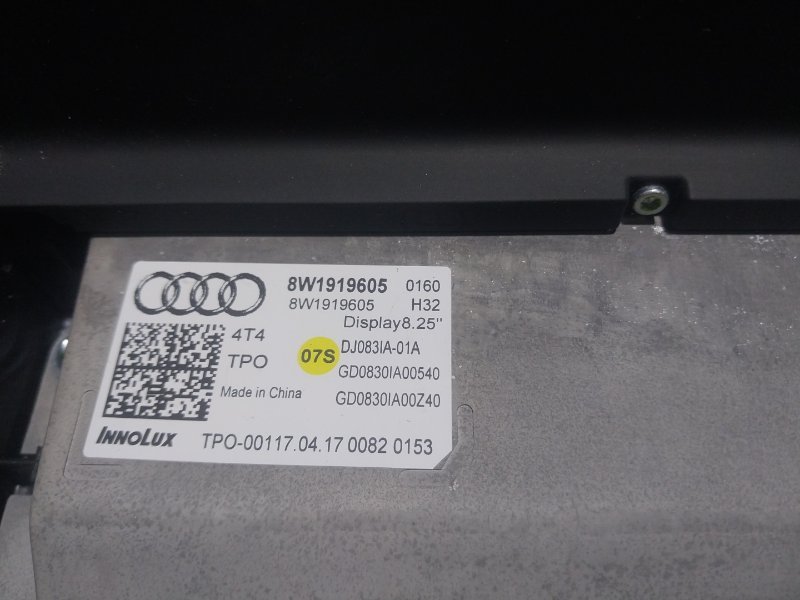 8W1919605 0160
8W1919605 H32
Display8.25"
4T4
TPO
07S
DJ083IA-01A
GD0830IA00540
Made in China
GD0830IA00Z40
INNOLUX
TPO-00117.04.17 0082 0153